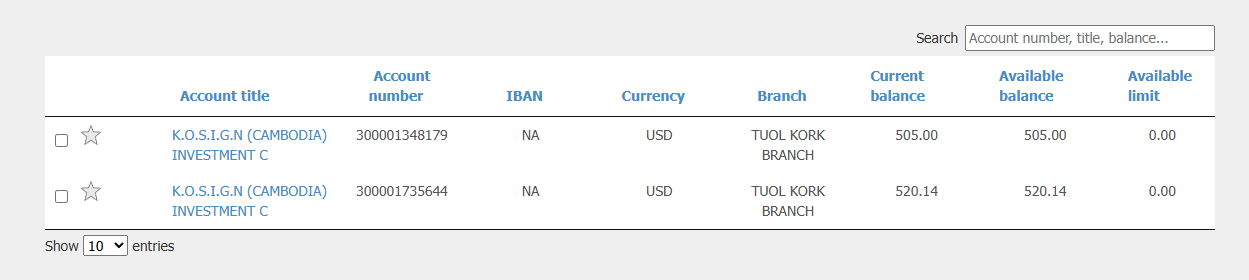 Search Account number, title, balance...
Account title Account number IBAN Currency Branch Current balance Available balance Available limit
K.O.S.I.G.N (CAMBODIA) INVESTMENT C 300001348179 NA USD TUOL KORK BRANCH 505.00 505.00 0.00
K.O.S.I.G.N (CAMBODIA) INVESTMENT C 300001735644 NA USD TUOL KORK BRANCH 520.14 520.14 0.00
Show 10 entries